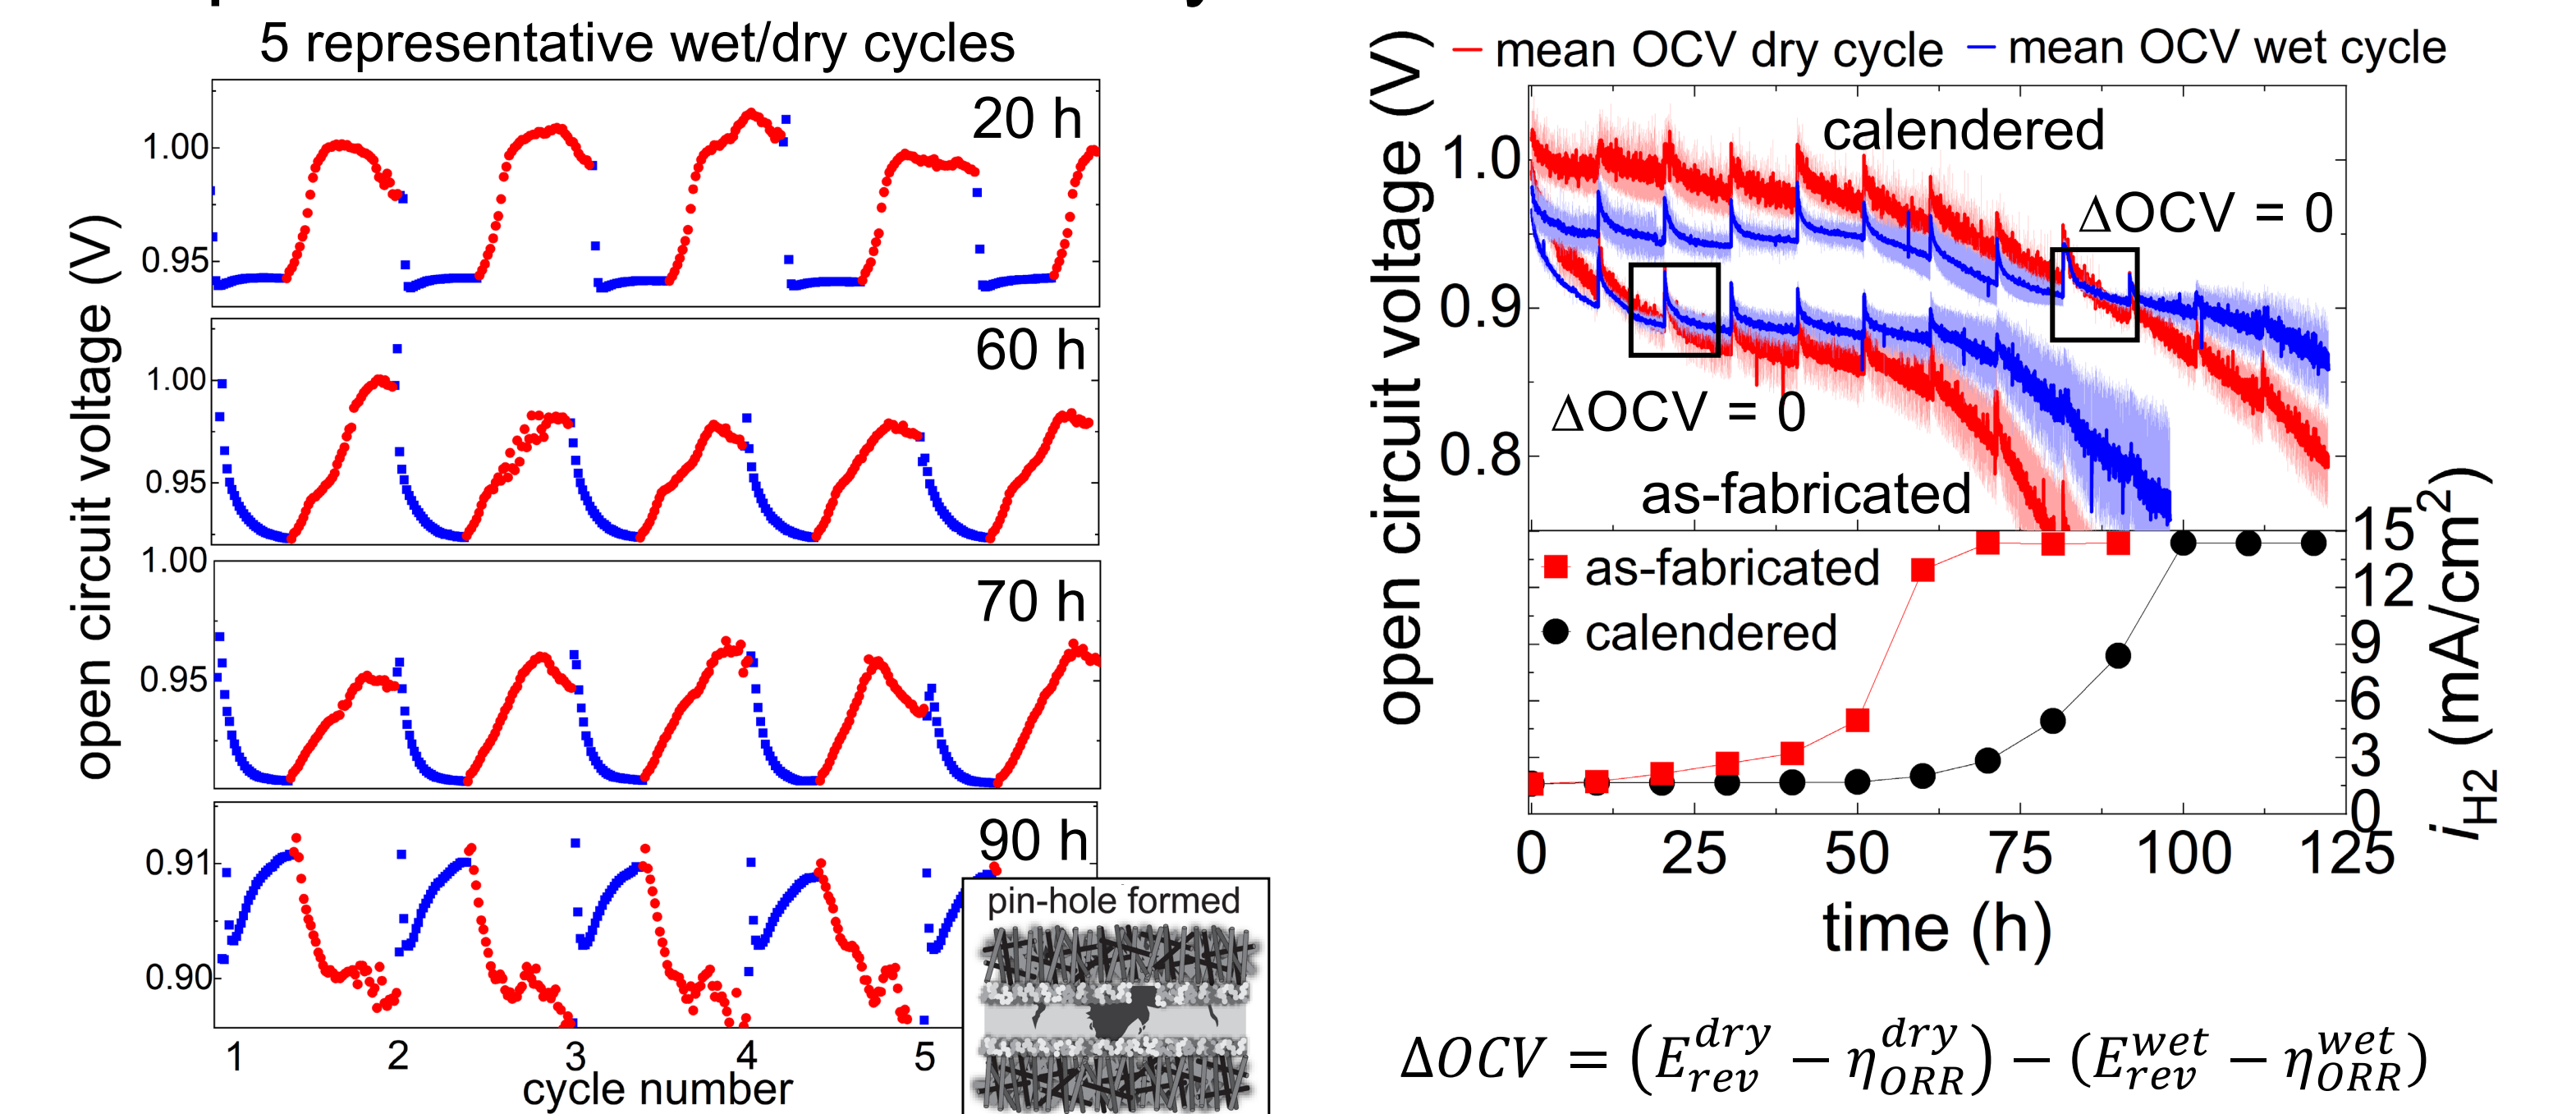 5 representative wet/dry cycles
open circuit voltage (V)
20 h
1.00
0.95
60 h
1.00
0.95
70 h
1.00
0.95
90 h
0.91
0.90
1 2 3 4 5
cycle number
pin-hole formed
mean OCV dry cycle mean OCV wet cycle
open circuit voltage (V)
calendered
1.0
0.9
0.8
ΔOCV = 0
ΔOCV = 0
as-fabricated
as-fabricated
calendered
15
12
9
6
3
0
i_H2 (mA/cm²)
0 25 50 75 100 125
time (h)
ΔOCV = (E_rev^dry − η_ORR^dry) − (E_rev^wet − η_ORR^wet)